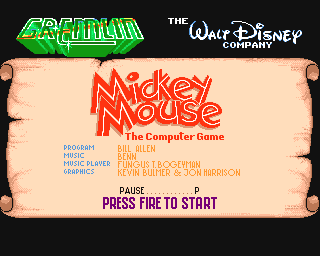 GREMLIN
THE WALT DISNEY COMPANY
Mickey
Mouse
The Computer Game
PROGRAM BILL ALLEN
MUSIC BENN
MUSIC PLAYER FUNGUS T.BOGEYMAN
GRAPHICS KEVIN BULMER & JON HARRISON
PAUSE............P
PRESS FIRE TO START